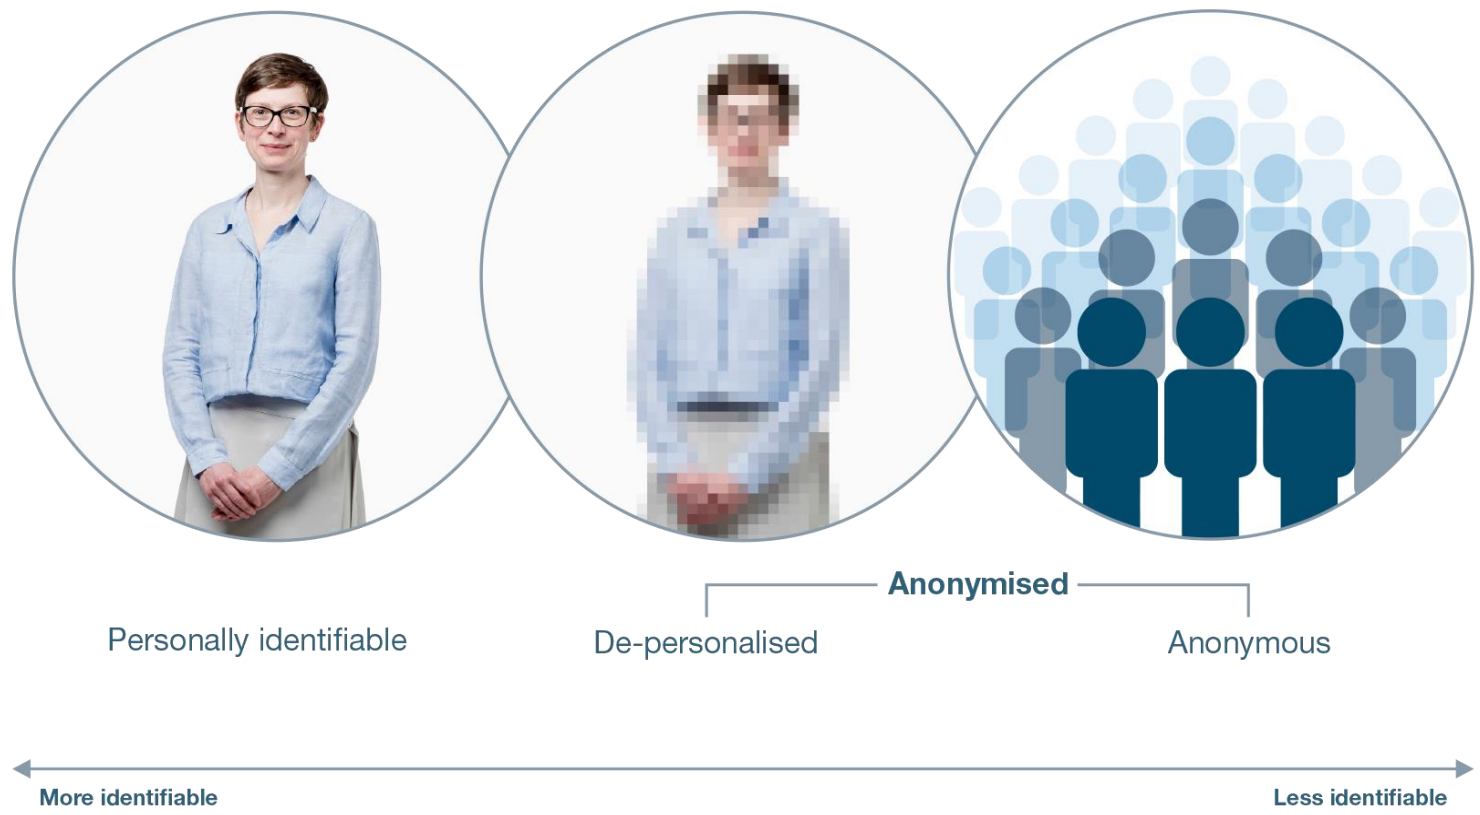 Anonymised
Personally identifiable
De-personalised
Anonymous
More identifiable
Less identifiable